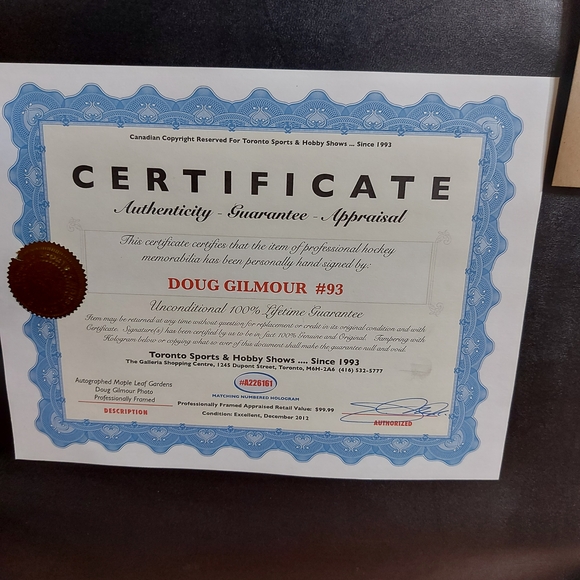 Canadian Copyright Reserved For Toronto Sports & Hobby Shows ... Since 1993
CERTIFICATE
Authenticity - Guarantee - Appraisal
This certificate certifies that the item of professional hockey
memorabilia has been personally hand signed by:
DOUG GILMOUR #93
Unconditional 100% Lifetime Guarantee
Item may be returned at any time without question for replacement or credit in its original condition and with
Certificate. Signature(s) has been certified by us to be in fact 100% Genuine and Original. Tampering with
Hologram below or copying what so ever of this document shall make the guarantee null and void.
Toronto Sports & Hobby Shows .... Since 1993
The Galleria Shopping Centre, 1245 Dupont Street, Toronto, M6H-2A6 (416) 532-5777
#A226161
MATCHING NUMBERED HOLOGRAM
Autographed Maple Leaf Gardens
Doug Gilmour Photo
Professionally Framed
DESCRIPTION
Professionally Framed Appraised Retail Value: $99.99
Condition: Excellent, December 2012
AUTHORIZED